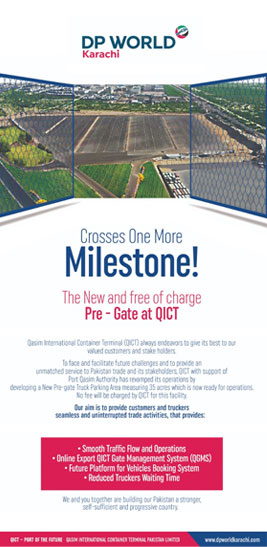 DP WORLD
Karachi
Crosses One More
Milestone!
The New and free of charge
Pre - Gate at QICT
Qasim International Container Terminal (QICT) always endeavors to give its best to our
valued customers and stake holders.
To face and facilitate future challenges and to provide an
unmatched service to Pakistan trade and its stakeholders, QICT with support of
Port Qasim Authority has revamped its operations by
developing a New Pre-gate Truck Parking Area measuring 35 acres which is now ready for operations.
No fee will be charged by QICT for this facility.
Our aim is to provide customers and truckers
seamless and uninterrupted trade activities, that provides:
• Smooth Traffic Flow and Operations
• Online Export QICT Gate Management System (QGMS)
• Future Platform for Vehicles Booking System
• Reduced Truckers Waiting Time
We and you together are building our Pakistan a stronger,
self-sufficient and progressive country.
QICT - PORT OF THE FUTURE QASIM INTERNATIONAL CONTAINER TERMINAL PAKISTAN LIMITED www.dpworldkarachi.com